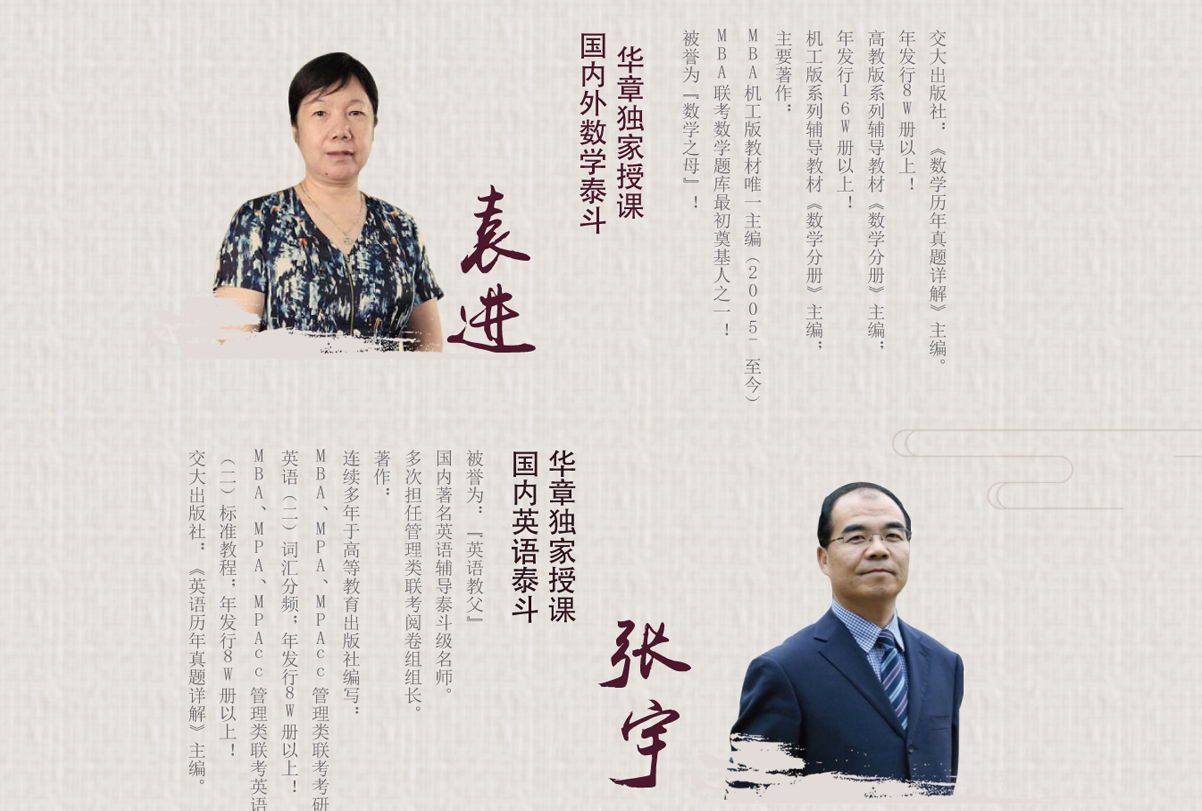 袁进
国内外数学泰斗
华章独家授课
被誉为『数学之母』！
MBA联考数学题库最初奠基人之一！
MBA机工版教材唯一主编（2005-至今）
主要著作：
机工版系列辅导教材《数学分册》主编；
年发行16W册以上！
高教版系列辅导教材《数学分册》主编；
年发行8W册以上！
交大出版社：《数学历年真题详解》主编。
张宇
华章独家授课
国内英语泰斗
被誉为：『英语教父』
国内著名英语辅导泰斗级名师。
多次担任管理类联考阅卷组组长。
著作：
连续多年于高等教育出版社编写：
MBA、MPA、MPAcc管理类联考考研
英语（二）词汇分频；年发行8W册以上！
MBA、MPA、MPAcc管理类联考英语
（二）标准教程；年发行8W册以上！
交大出版社：《英语历年真题详解》主编。